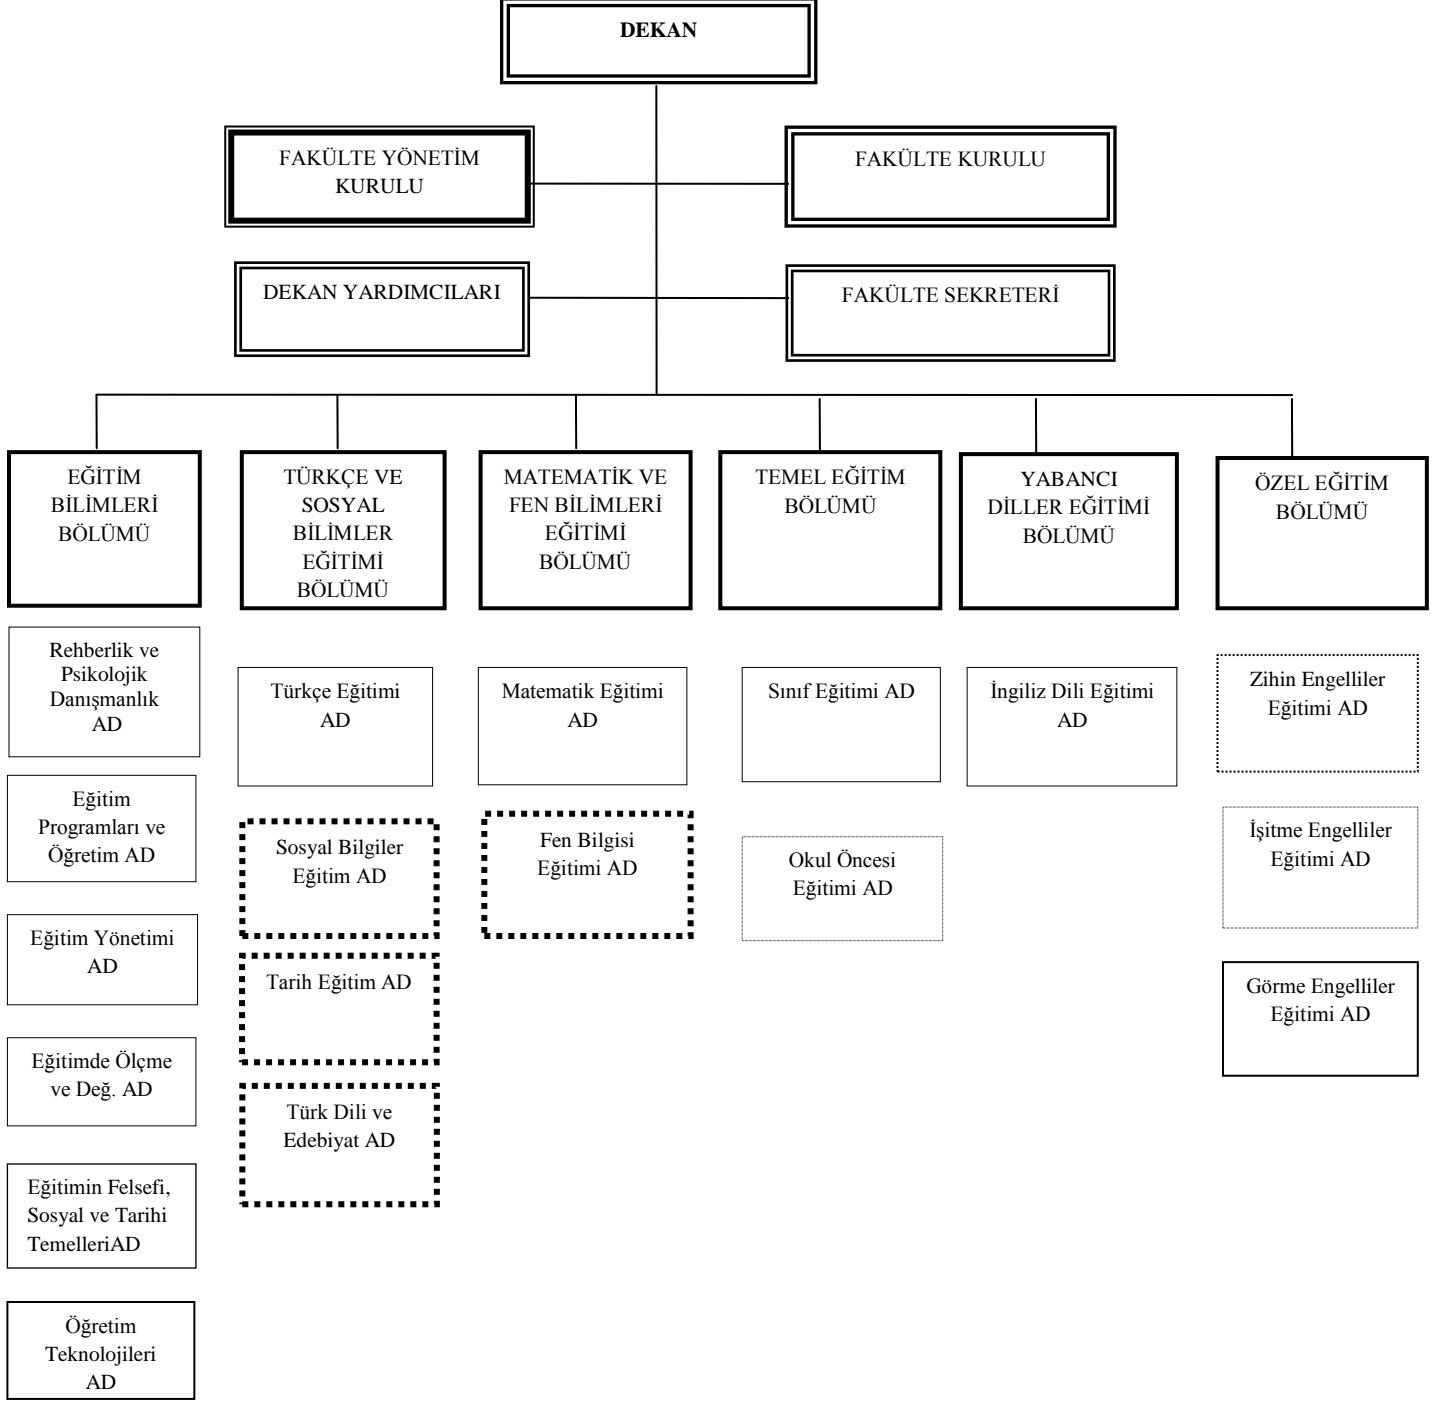 DEKAN
FAKÜLTE YÖNETİM
KURULU
FAKÜLTE KURULU
DEKAN YARDIMCILARI
FAKÜLTE SEKRETERİ
EĞİTİM
BİLİMLERİ
BÖLÜMÜ
TÜRKÇE VE
SOSYAL
BİLİMLER
EĞİTİMİ
BÖLÜMÜ
MATEMATİK VE
FEN BİLİMLERİ
EĞİTİMİ
BÖLÜMÜ
TEMEL EĞİTİM
BÖLÜMÜ
YABANCI
DİLLER EĞİTİMİ
BÖLÜMÜ
ÖZEL EĞİTİM
BÖLÜMÜ
Rehberlik ve
Psikolojik
Danışmanlık
AD
Eğitim
Programları ve
Öğretim AD
Eğitim Yönetimi
AD
Eğitimde Ölçme
ve Değ. AD
Eğitimin Felsefi,
Sosyal ve Tarihi
TemelleriAD
Öğretim
Teknolojileri
AD
Türkçe Eğitimi
AD
Sosyal Bilgiler
Eğitim AD
Tarih Eğitim AD
Türk Dili ve
Edebiyat AD
Matematik Eğitimi
AD
Fen Bilgisi
Eğitimi AD
Sınıf Eğitimi AD
Okul Öncesi
Eğitimi AD
İngiliz Dili Eğitimi
AD
Zihin Engelliler
Eğitimi AD
İşitme Engelliler
Eğitimi AD
Görme Engelliler
Eğitimi AD